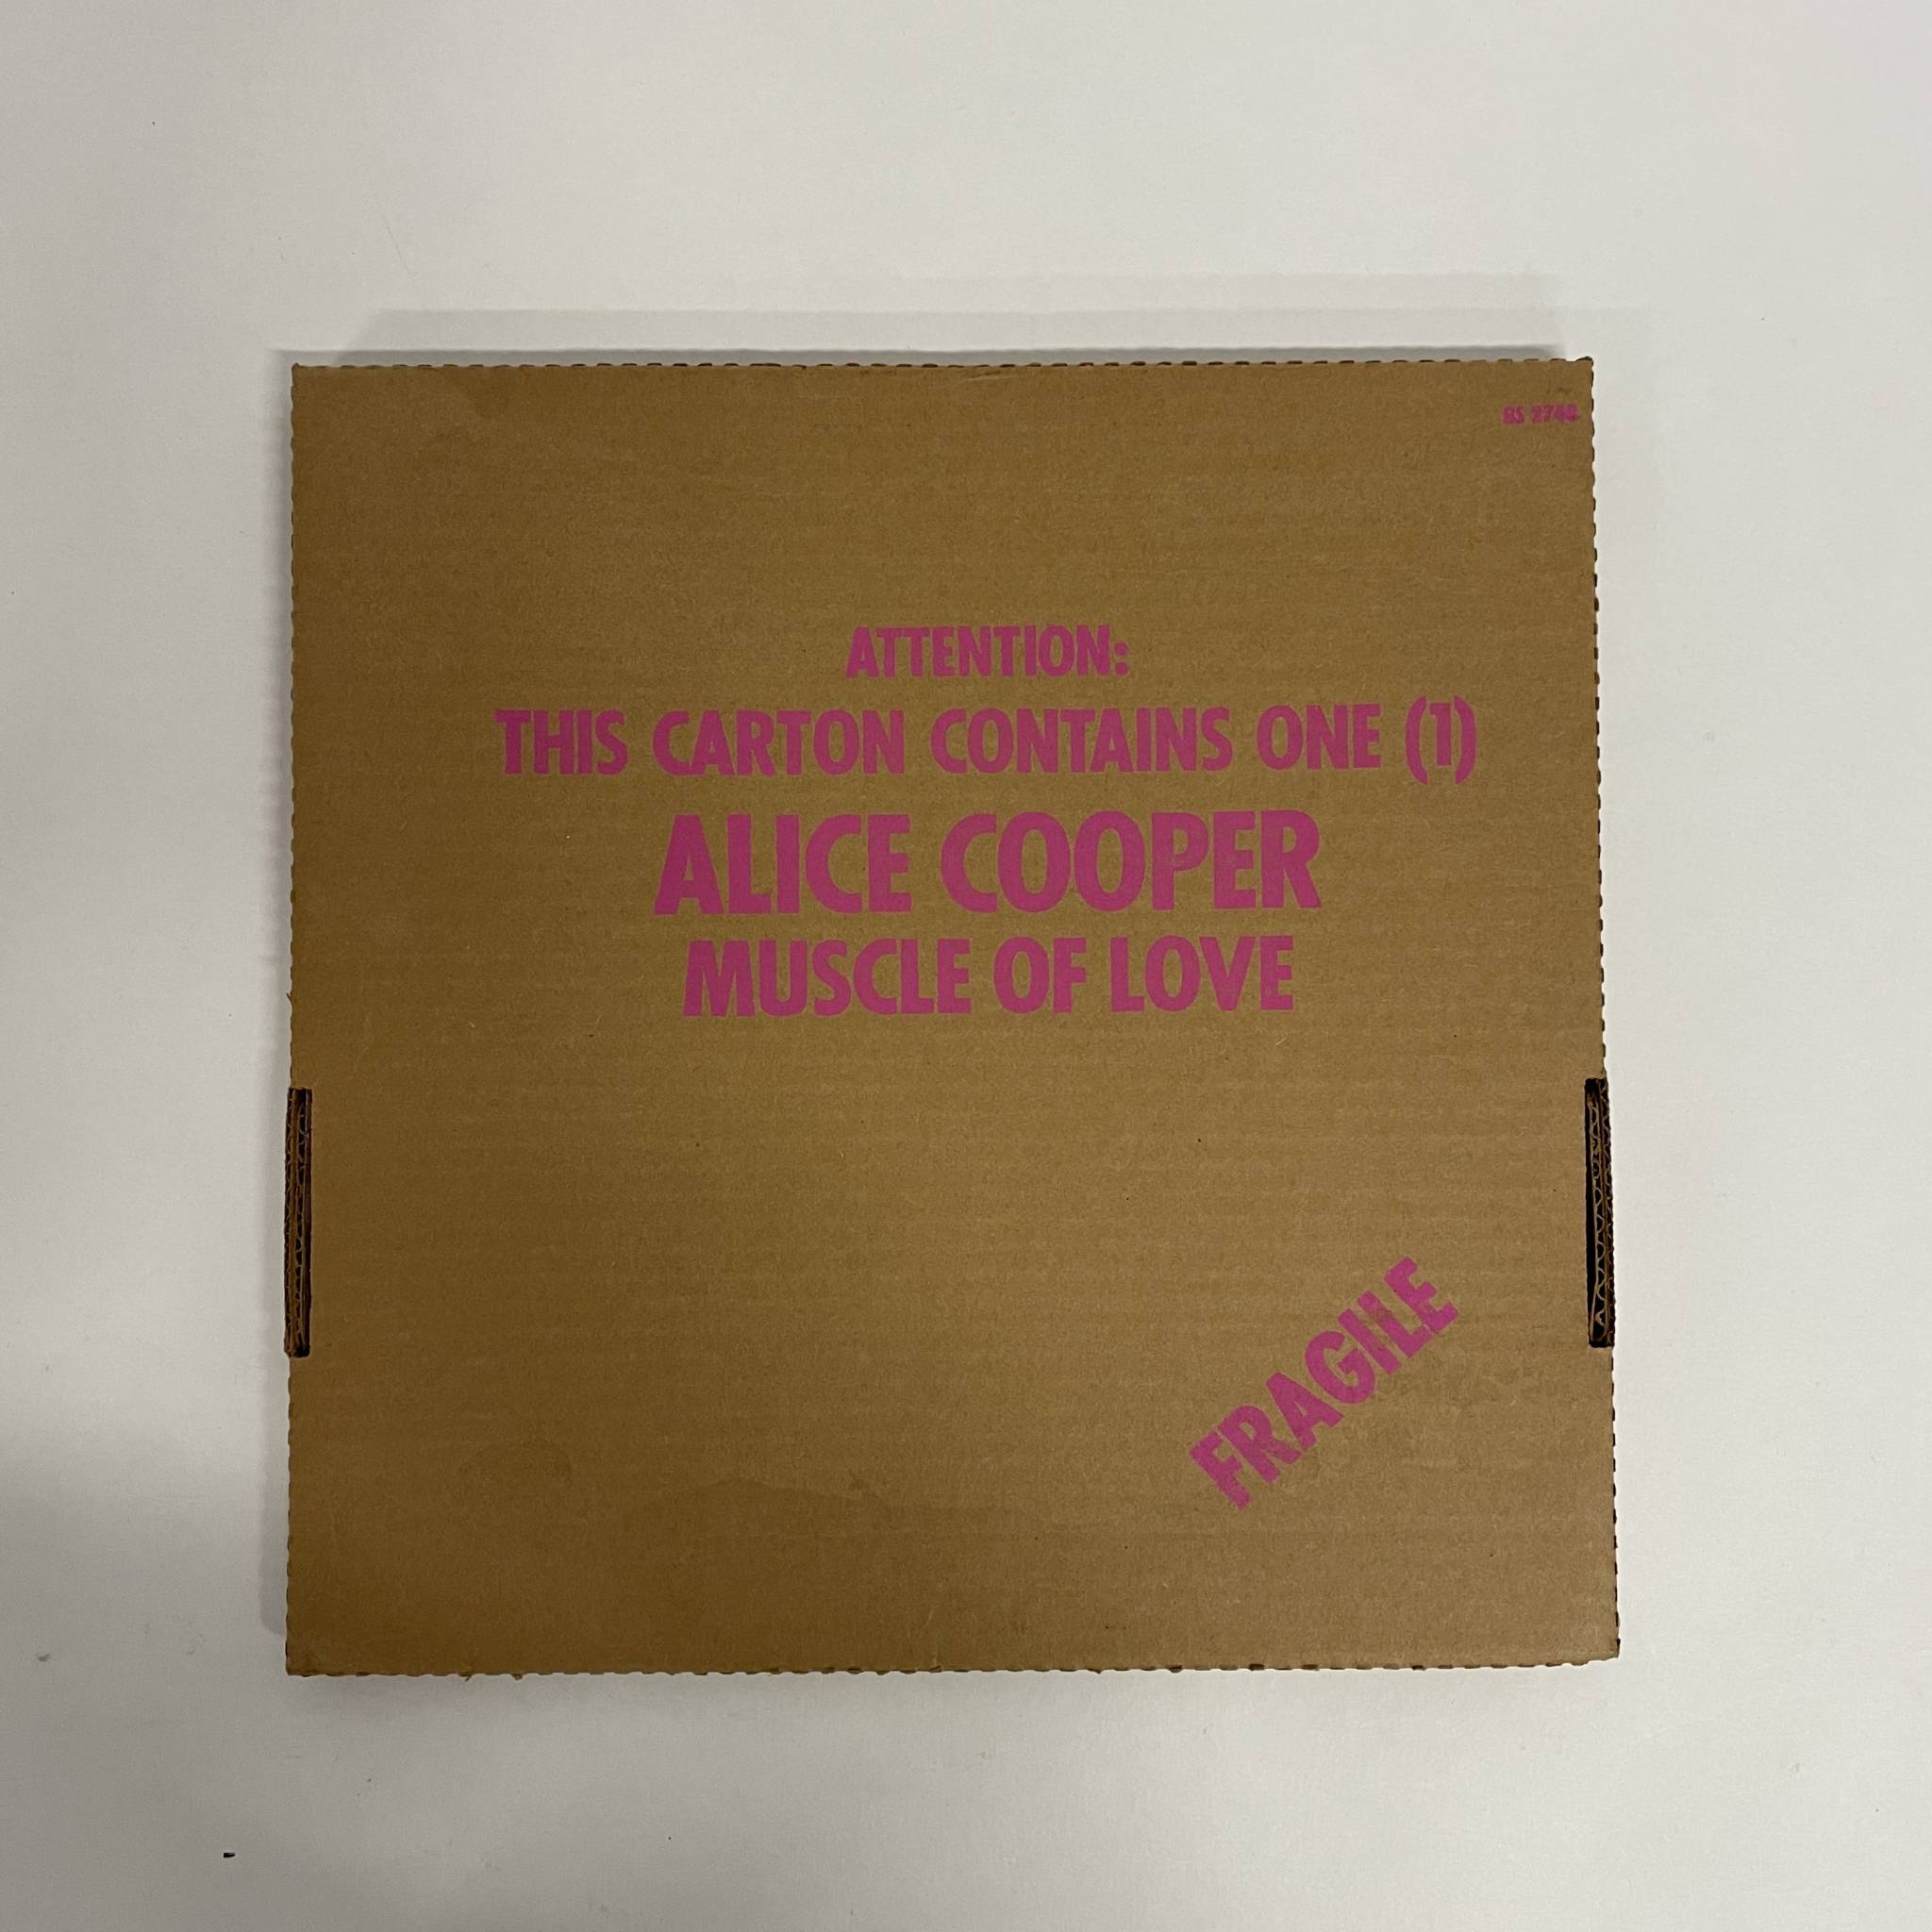 BS 2748
ATTENTION:
THIS CARTON CONTAINS ONE (1)
ALICE COOPER
MUSCLE OF LOVE
FRAGILE